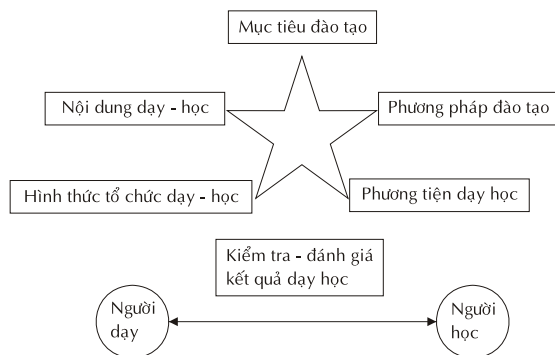 Mục tiêu đào tạo
Nội dung dạy - học
Phương pháp đào tạo
Hình thức tổ chức dạy - học
Phương tiện dạy học
Kiểm tra - đánh giá
kết quả dạy học
Người
dạy
Người
học